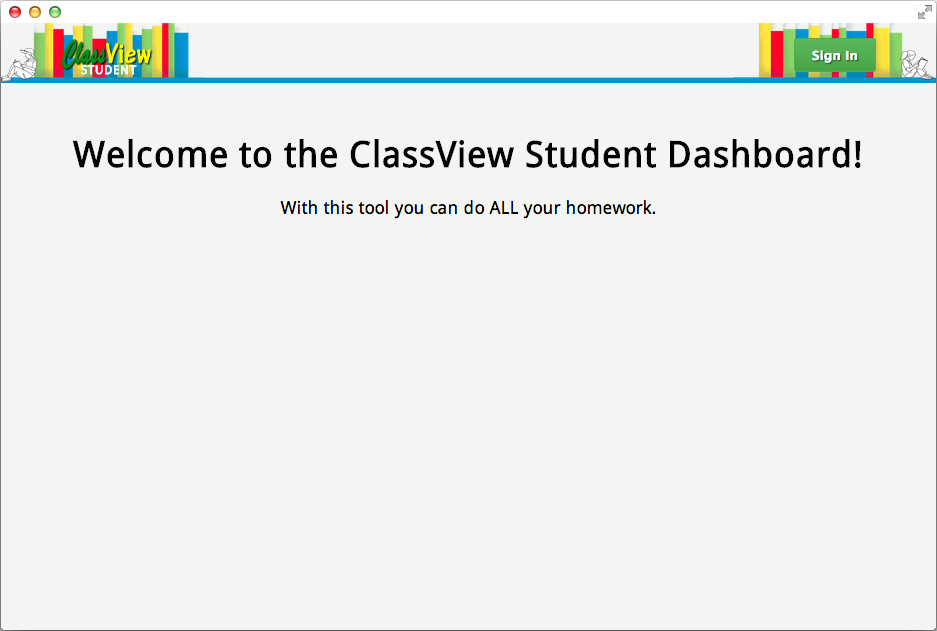 ClassView
STUDENT
Sign In
Welcome to the ClassView Student Dashboard!
With this tool you can do ALL your homework.